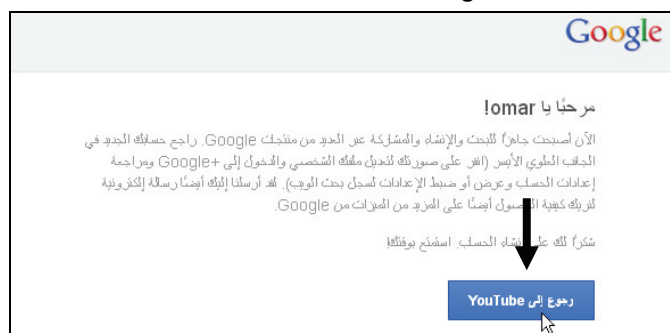 Google
مرحبًا يا omar!
الآن أصبحت جاهزًا للبحث والإنشاء والمشاركة عبر العديد من منتجات Google. راجع حسابك الجديد في
الجانب العلوي الأيسر (انقر على صورتك لتعديل ملفك الشخصي والدخول إلى +Google ومراجعة
إعدادات الحساب وعرض أو ضبط الإعدادات لسجل بحث الويب). لقد أرسلنا إليك أيضًا رسالة إلكترونية
لتريك كيفية الحصول أيضًا على المزيد من الميزات من Google.
شكرًا لك على إنشاء الحساب. استمتع بوقتك!
رجوع إلى YouTube